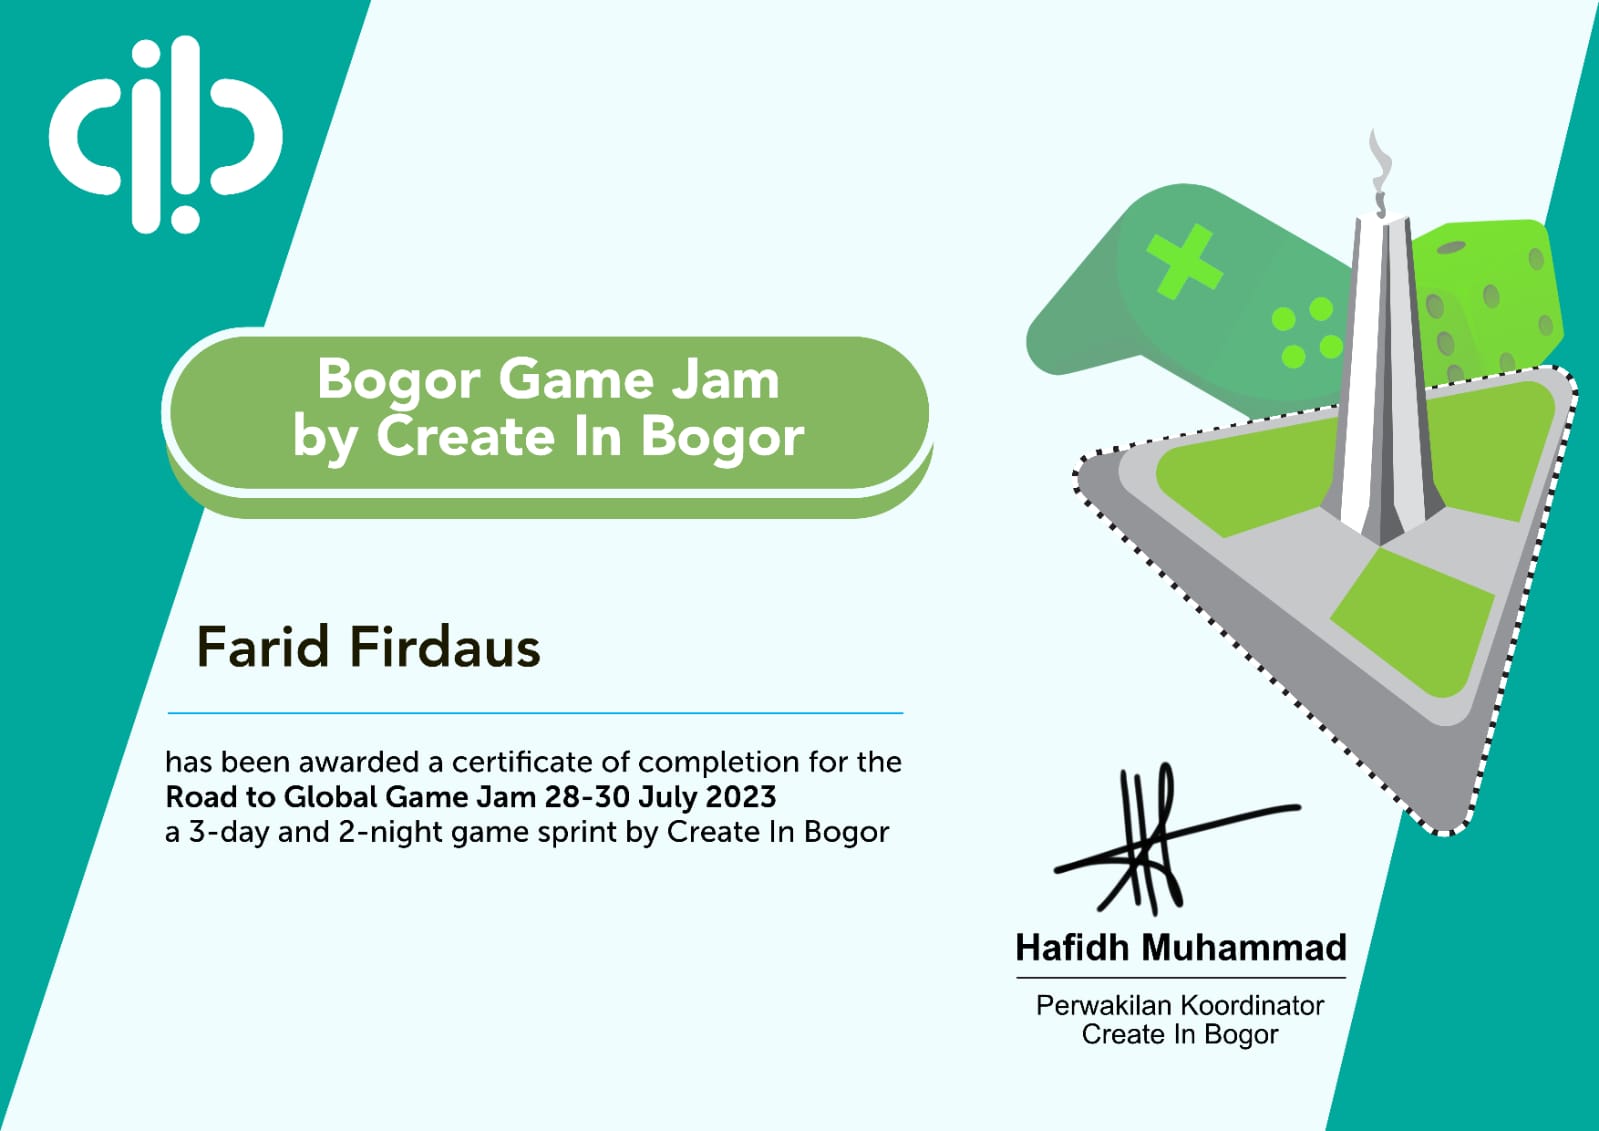 Bogor Game Jam
by Create In Bogor
Farid Firdaus
has been awarded a certificate of completion for the
Road to Global Game Jam 28-30 July 2023
a 3-day and 2-night game sprint by Create In Bogor
Hafidh Muhammad
Perwakilan Koordinator
Create In Bogor